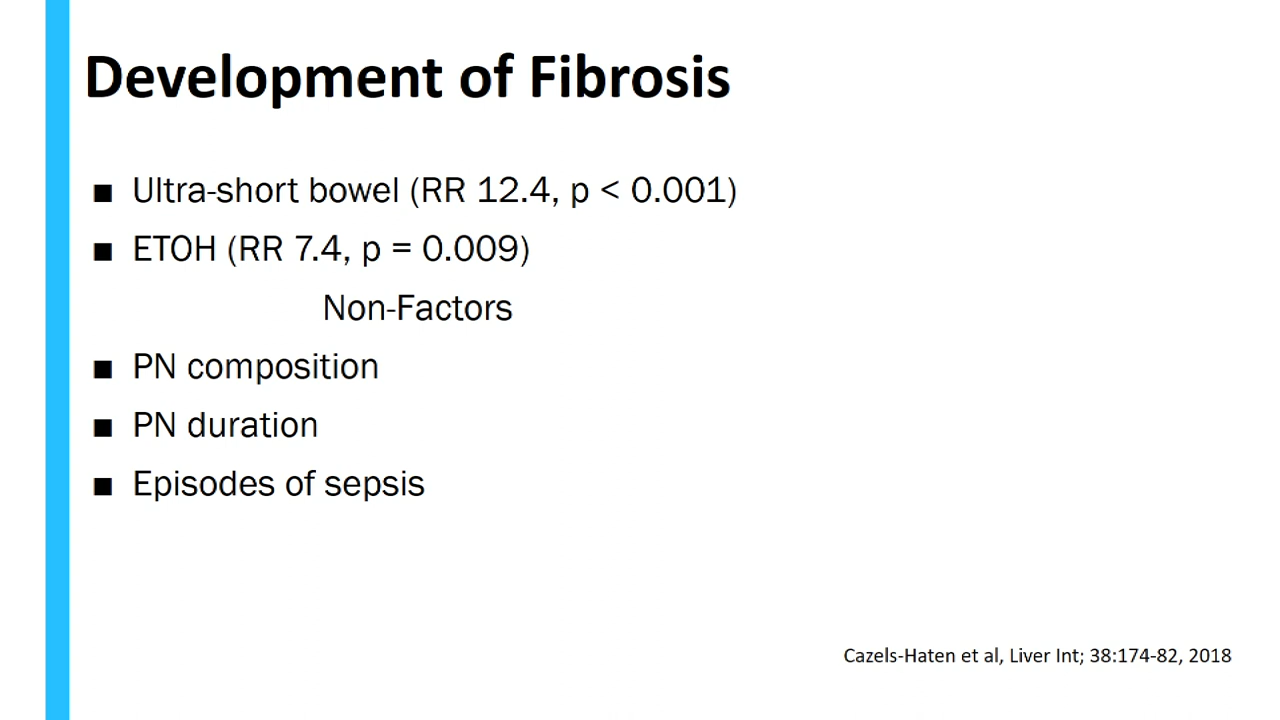 Development of Fibrosis
■ Ultra-short bowel (RR 12.4, p < 0.001)
■ ETOH (RR 7.4, p = 0.009)
Non-Factors
■ PN composition
■ PN duration
■ Episodes of sepsis
Cazels-Haten et al, Liver Int; 38:174-82, 2018